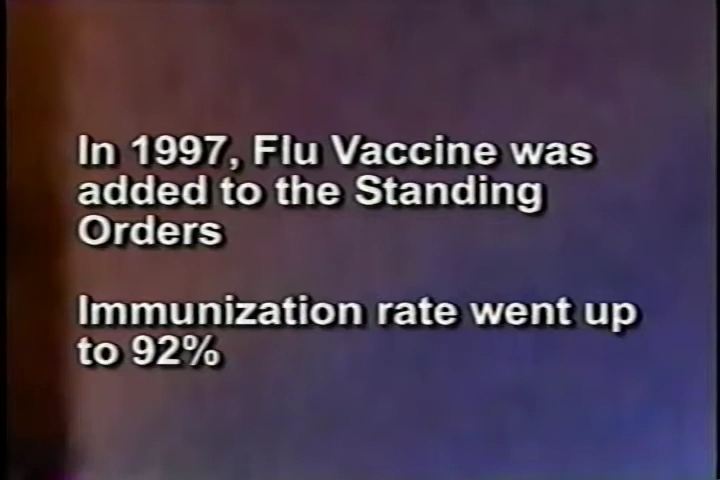 In 1997, Flu Vaccine was
added to the Standing
Orders
Immunization rate went up
to 92%